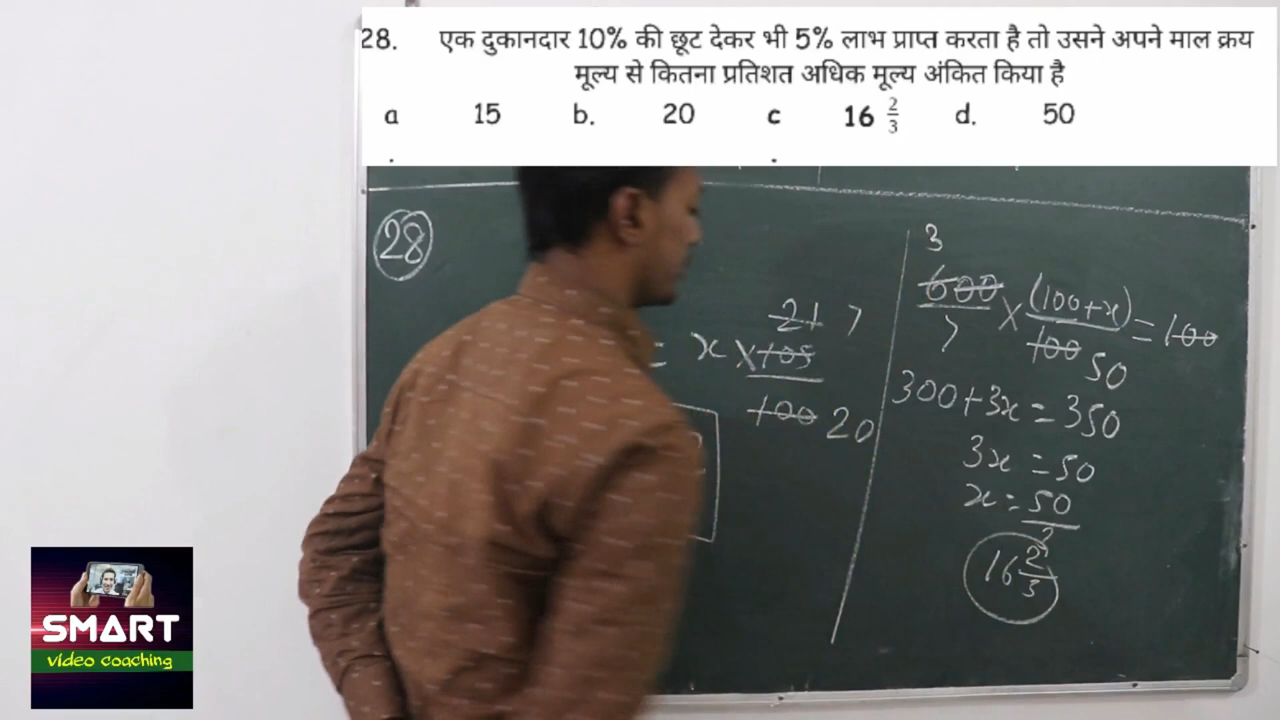 28. एक दुकानदार 10% की छूट देकर भी 5% लाभ प्राप्त करता है तो उसने अपने माल क्रय
मूल्य से कितना प्रतिशत अधिक मूल्य अंकित किया है
a. 15 b. 20 c. 16 2/3 d. 50
28
= x × 105/100
21 7
20
3
600/7 × (100+x)/100 = 100
50
300+3x = 350
3x = 50
x = 50/3
16 2/3
SMART
video coaching